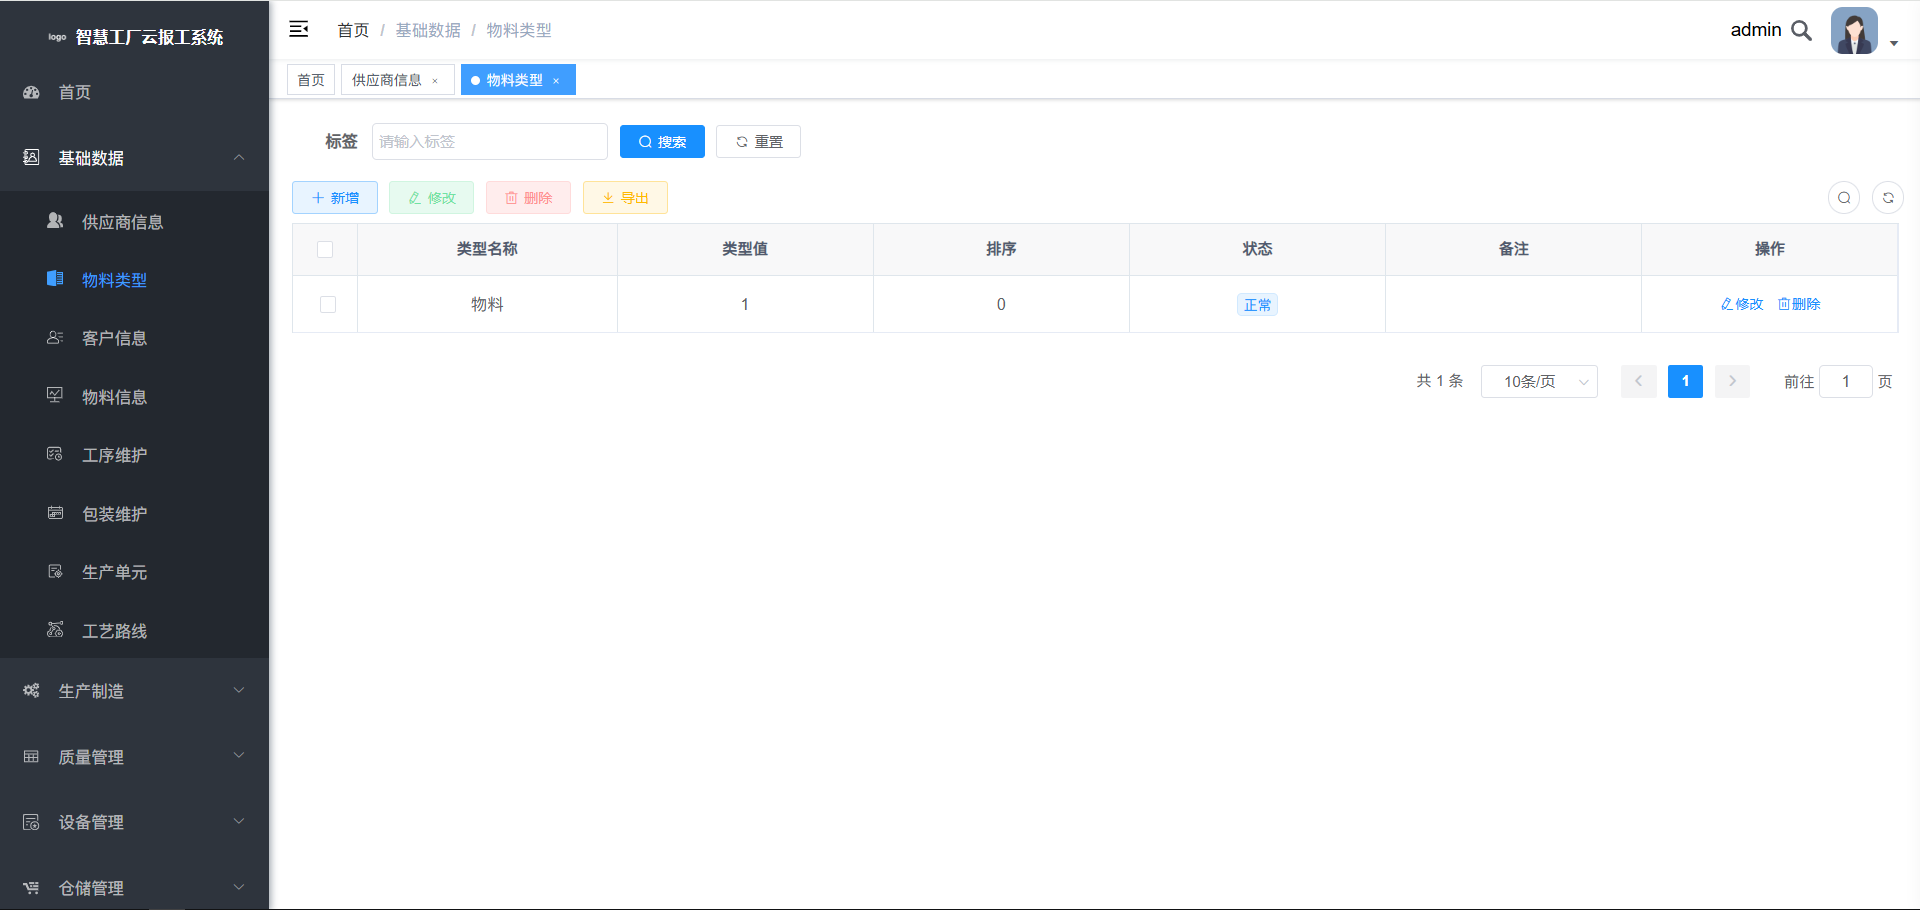 logo 智慧工厂云报工系统
首页
基础数据
供应商信息
物料类型
客户信息
物料信息
工序维护
包装维护
生产单元
工艺路线
生产制造
质量管理
设备管理
仓储管理
首页 / 基础数据 / 物料类型
admin
首页 供应商信息 × 物料类型 ×
标签 请输入标签 搜索 重置
新增 修改 删除 导出
类型名称 类型值 排序 状态 备注 操作
物料 1 0 正常 修改 删除
共 1 条 10条/页 1 前往 1 页